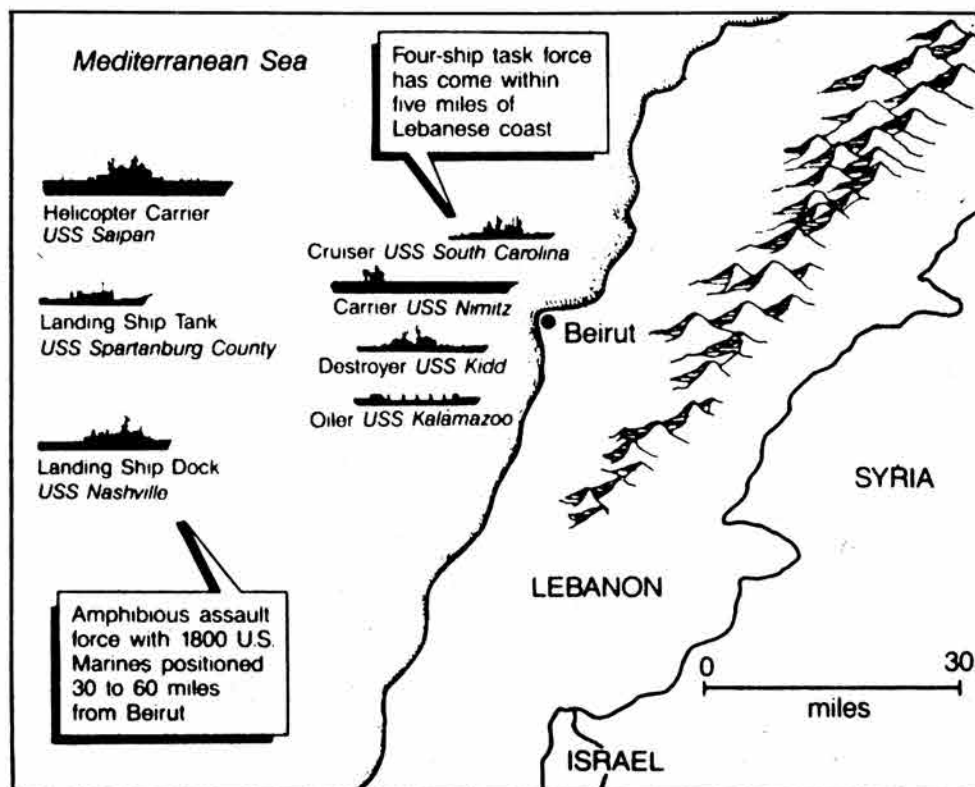 Mediterranean Sea
Four-ship task force
has come within
five miles of
Lebanese coast
Helicopter Carrier
USS Saipan
Cruiser USS South Carolina
Carrier USS Nimitz
Landing Ship Tank
USS Spartanburg County
Beirut
Destroyer USS Kidd
Oiler USS Kalamazoo
Landing Ship Dock
USS Nashville
SYRIA
LEBANON
Amphibious assault
force with 1800 U.S.
Marines positioned
30 to 60 miles
from Beirut
0 30
miles
ISRAEL